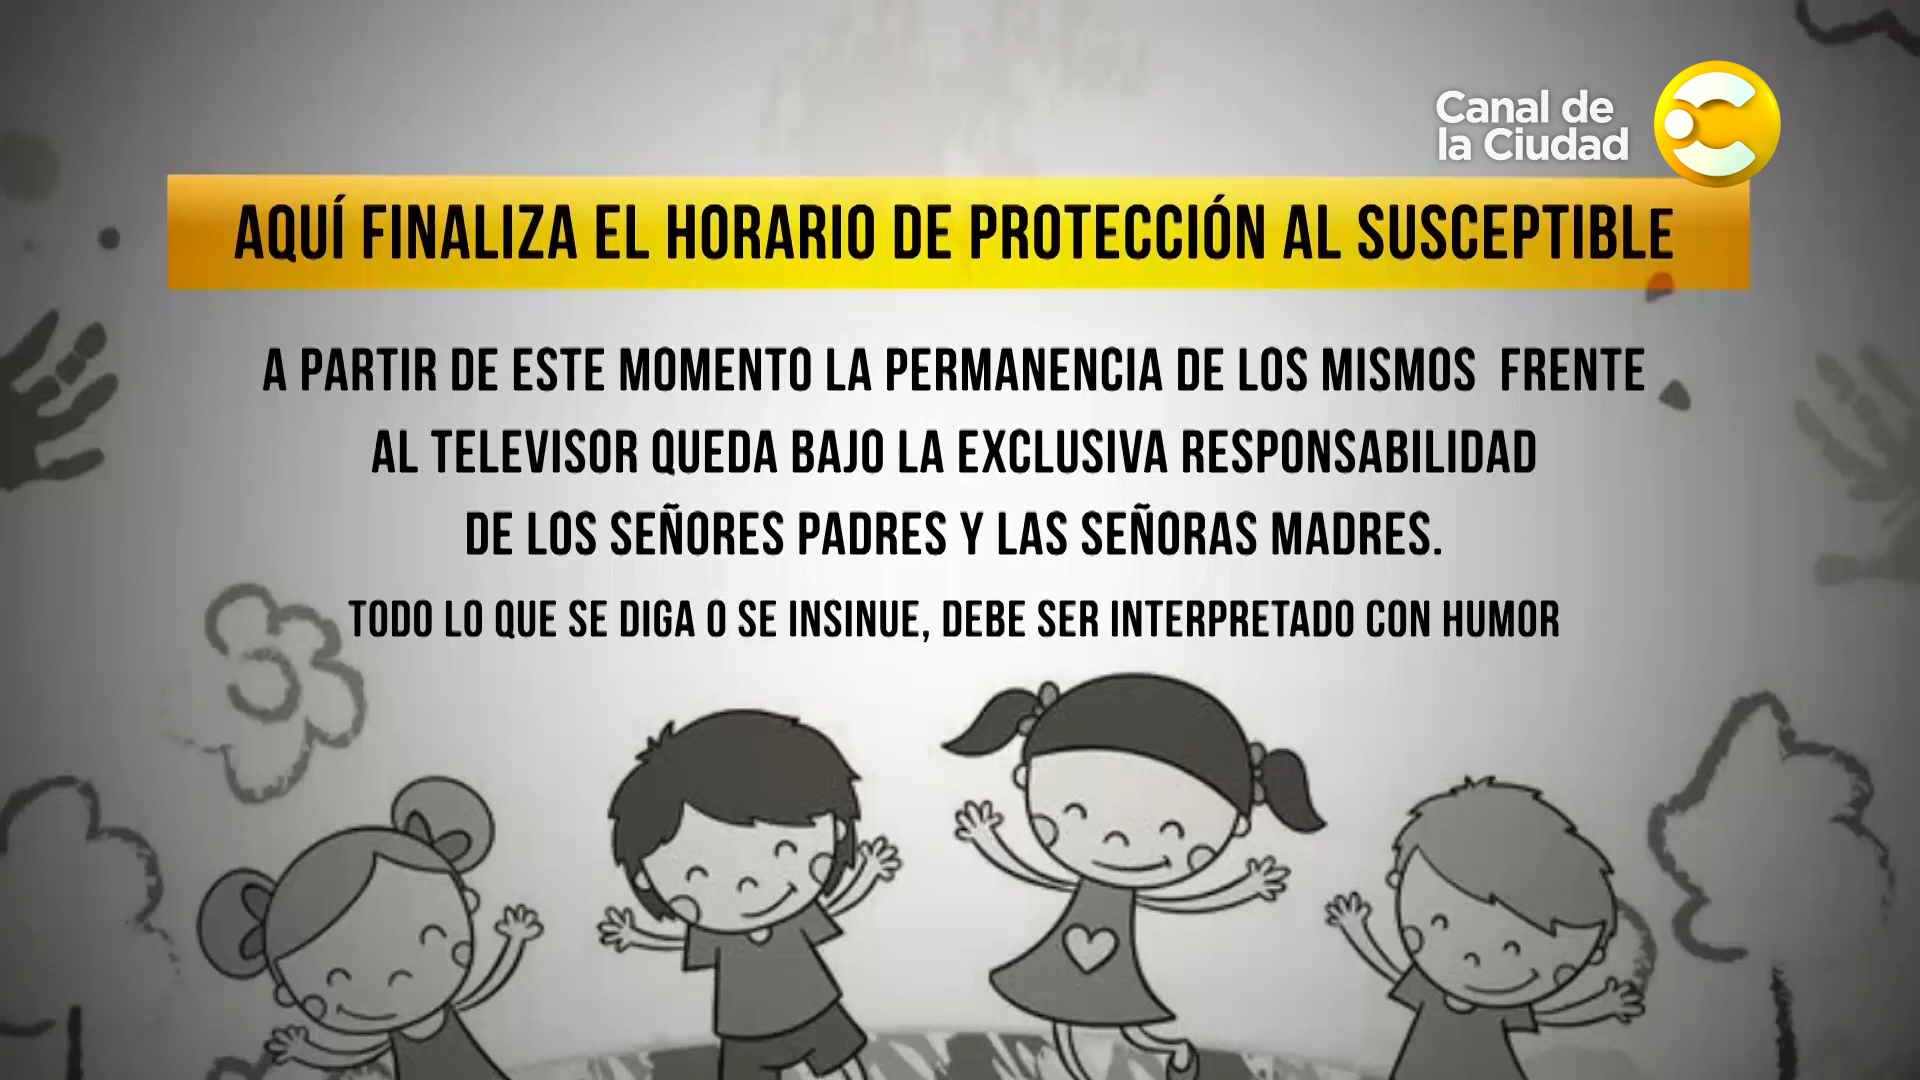 Canal de
la Ciudad
AQUÍ FINALIZA EL HORARIO DE PROTECCIÓN AL SUSCEPTIBLE
A PARTIR DE ESTE MOMENTO LA PERMANENCIA DE LOS MISMOS FRENTE
AL TELEVISOR QUEDA BAJO LA EXCLUSIVA RESPONSABILIDAD
DE LOS SEÑORES PADRES Y LAS SEÑORAS MADRES.
TODO LO QUE SE DIGA O SE INSINUE, DEBE SER INTERPRETADO CON HUMOR